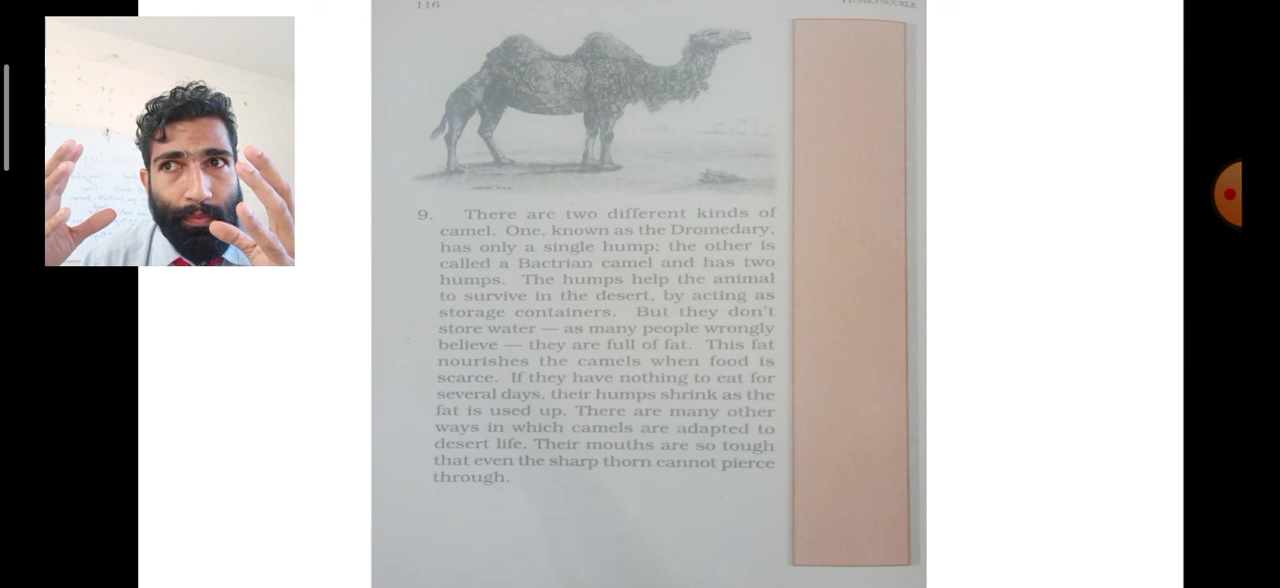 116 HONEYSUCKLE
9. There are two different kinds of
camel. One, known as the Dromedary,
has only a single hump; the other is
called a Bactrian camel and has two
humps. The humps help the animal
to survive in the desert, by acting as
storage containers. But they don't
store water — as many people wrongly
believe — they are full of fat. This fat
nourishes the camels when food is
scarce. If they have nothing to eat for
several days, their humps shrink as the
fat is used up. There are many other
ways in which camels are adapted to
desert life. Their mouths are so tough
that even the sharp thorn cannot pierce
through.